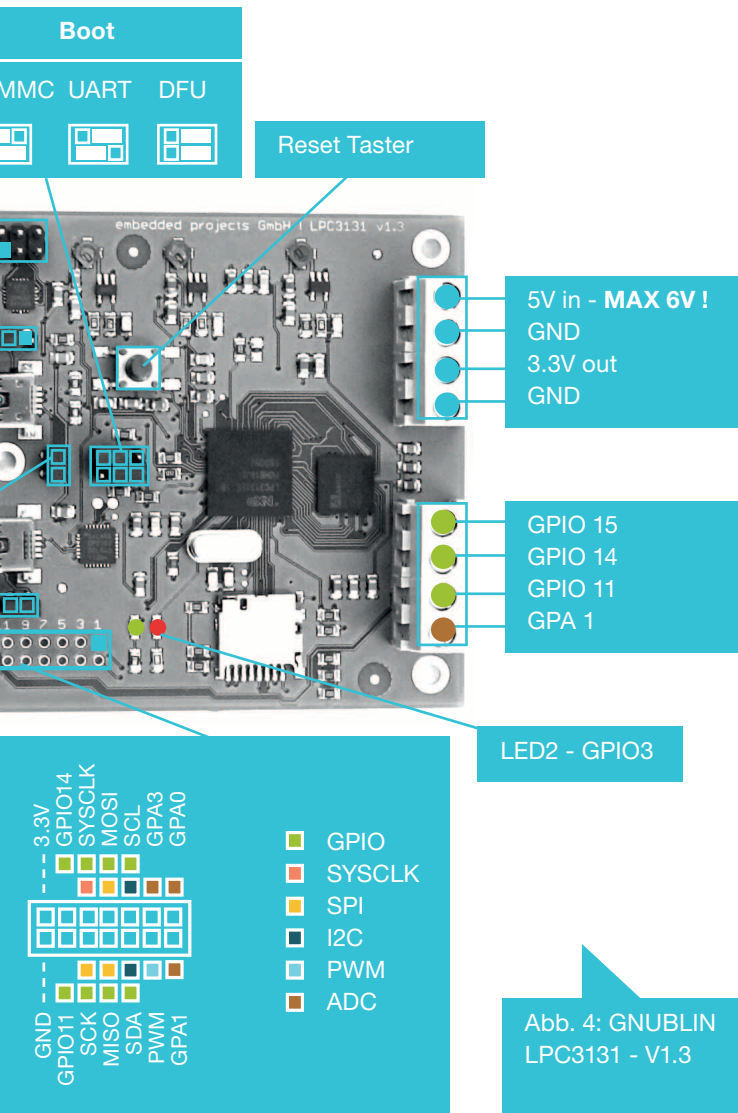 Boot
MMC UART DFU
Reset Taster
embedded projects GmbH ! LPC3131 v1.3
5V in - MAX 6V !
GND
3.3V out
GND
GPIO 15
GPIO 14
GPIO 11
GPA 1
1 9 7 5 3 1
LED2 - GPIO3
3.3V
GPIO14
SYSCLK
MOSI
SCL
GPA3
GPA0
GND
GPIO11
SCK
MISO
SDA
PWM
GPA1
GPIO
SYSCLK
SPI
I2C
PWM
ADC
Abb. 4: GNUBLIN
LPC3131 - V1.3